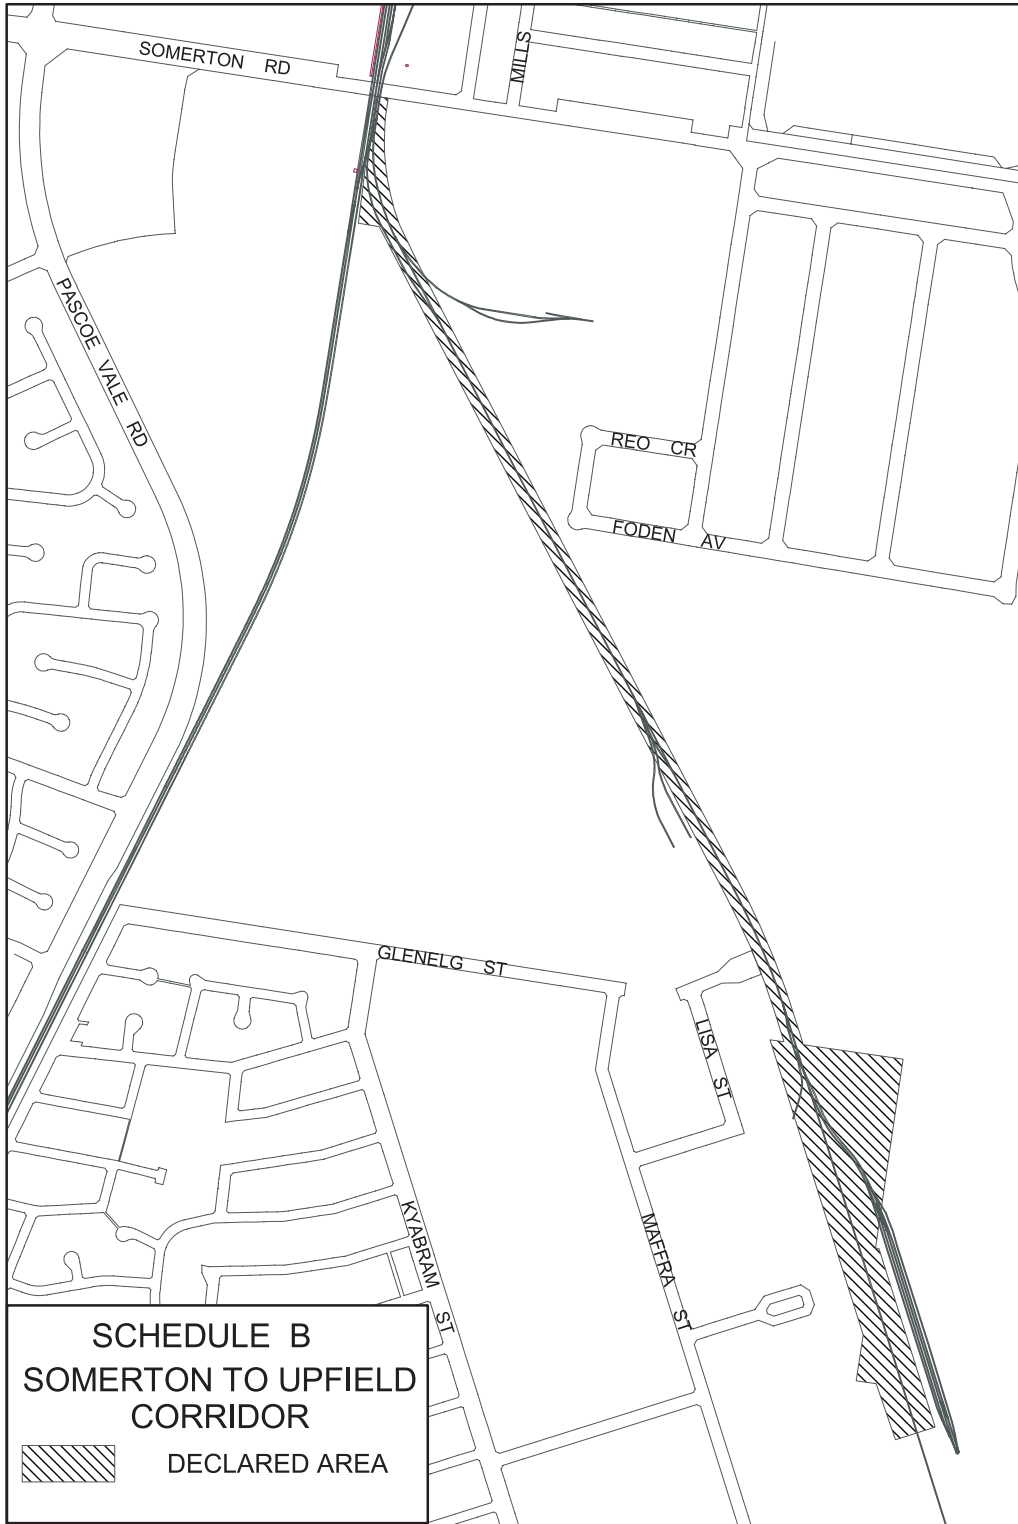 MILLS
SOMERTON RD
PASCOE VALE RD
REO CR
FODEN AV
GLENELG ST
LISA ST
KYABRAM ST
MAFFRA ST
SCHEDULE B
SOMERTON TO UPFIELD
CORRIDOR
DECLARED AREA